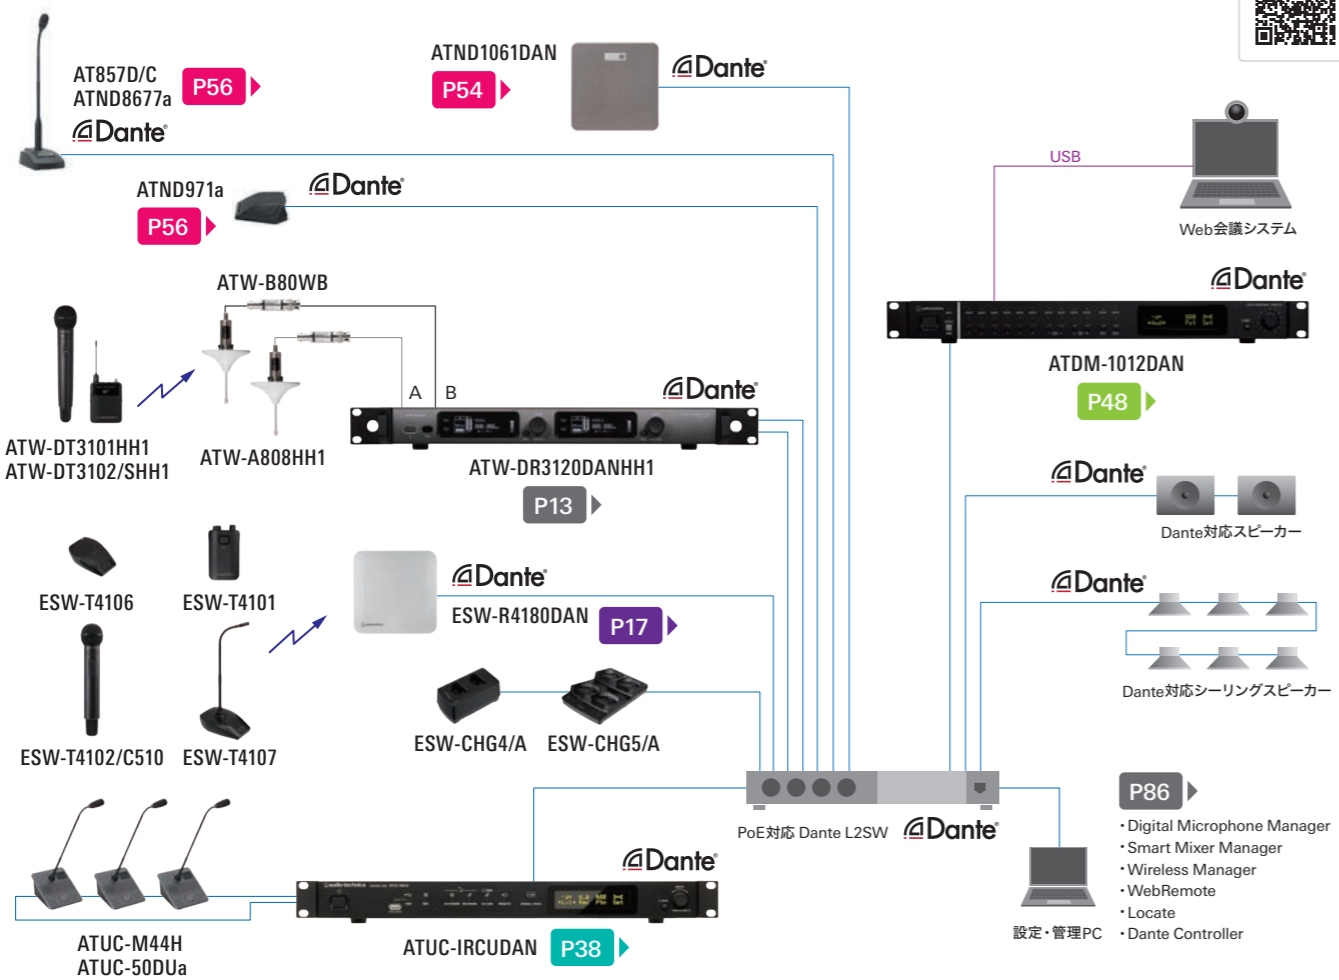 AT857D/C
ATND8677a
P56
Dante
ATND1061DAN
P54
Dante
ATND971a
P56
Dante
USB
Web会議システム
Dante
ATDM-1012DAN
P48
ATW-B80WB
ATW-DT3101HH1
ATW-DT3102/SHH1
ATW-A808HH1
A B
Dante
ATW-DR3120DANHH1
P13
Dante
Dante対応スピーカー
ESW-T4106
ESW-T4101
Dante
ESW-R4180DAN
P17
Dante
Dante対応シーリングスピーカー
ESW-T4102/C510
ESW-T4107
ESW-CHG4/A
ESW-CHG5/A
PoE対応 Dante L2SW
Dante
P86
・Digital Microphone Manager
・Smart Mixer Manager
・Wireless Manager
・WebRemote
・Locate
・Dante Controller
設定・管理PC
ATUC-M44H
ATUC-50DUa
audio-technica
Dante
ATUC-IRCUDAN
P38